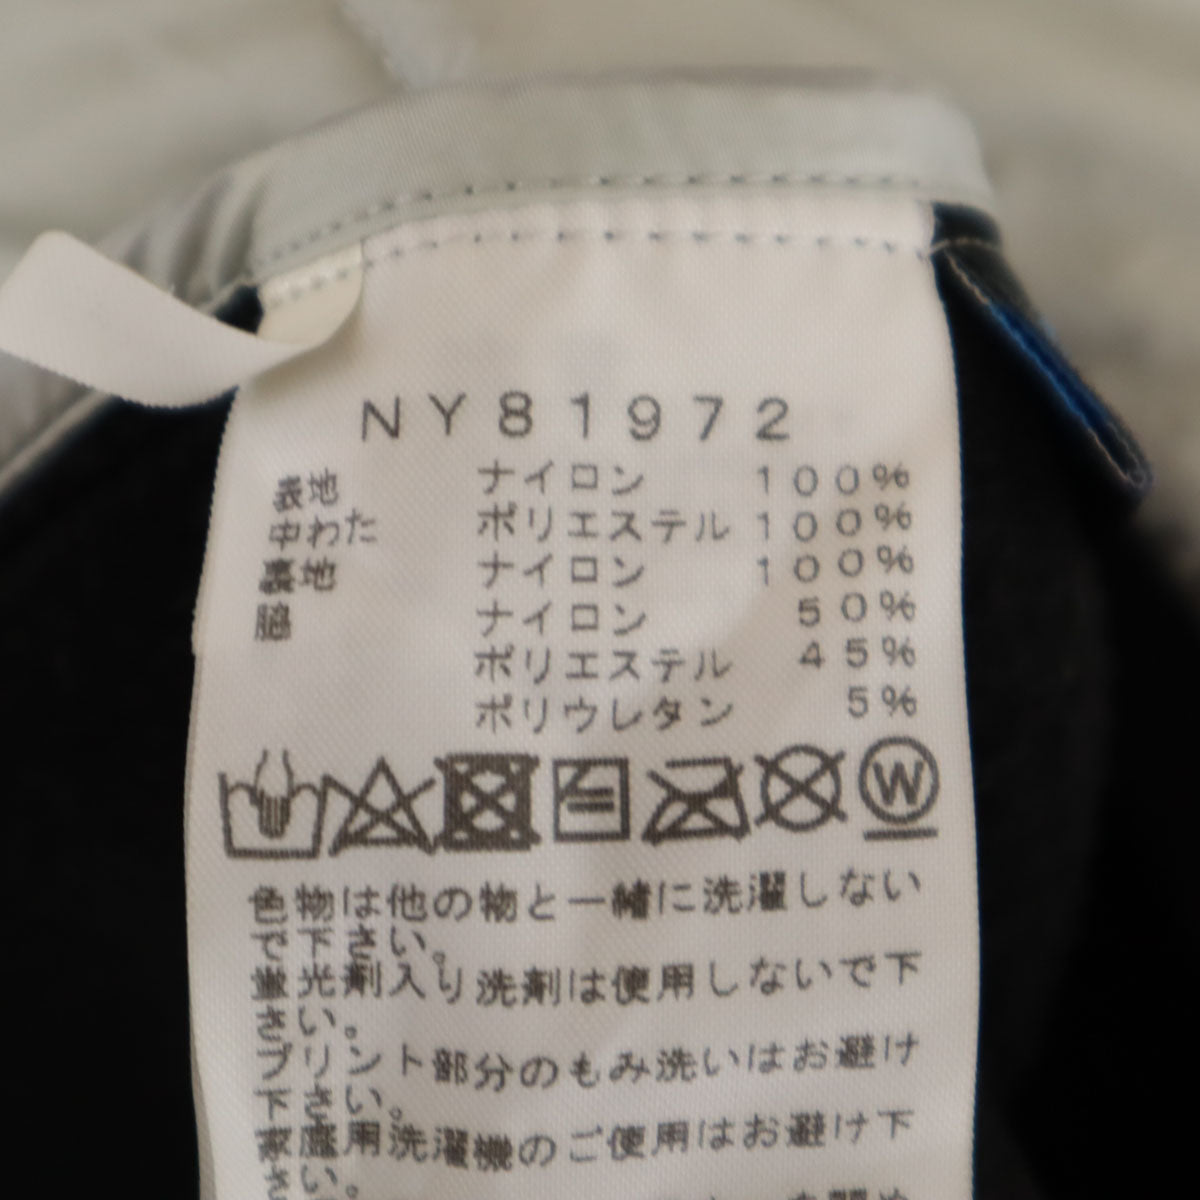 NY81972
表地 ナイロン 100%
中わた ポリエステル 100%
裏地 ナイロン 100%
脇 ナイロン 50%
ポリエステル 45%
ポリウレタン 5%
W
色物は他の物と一緒に洗濯しない
で下さい。
蛍光剤入り洗剤は使用しないで下
さい。
プリント部分のもみ洗いはお避け
下さい。
家庭用洗濯機のご使用はお避け下
さい。